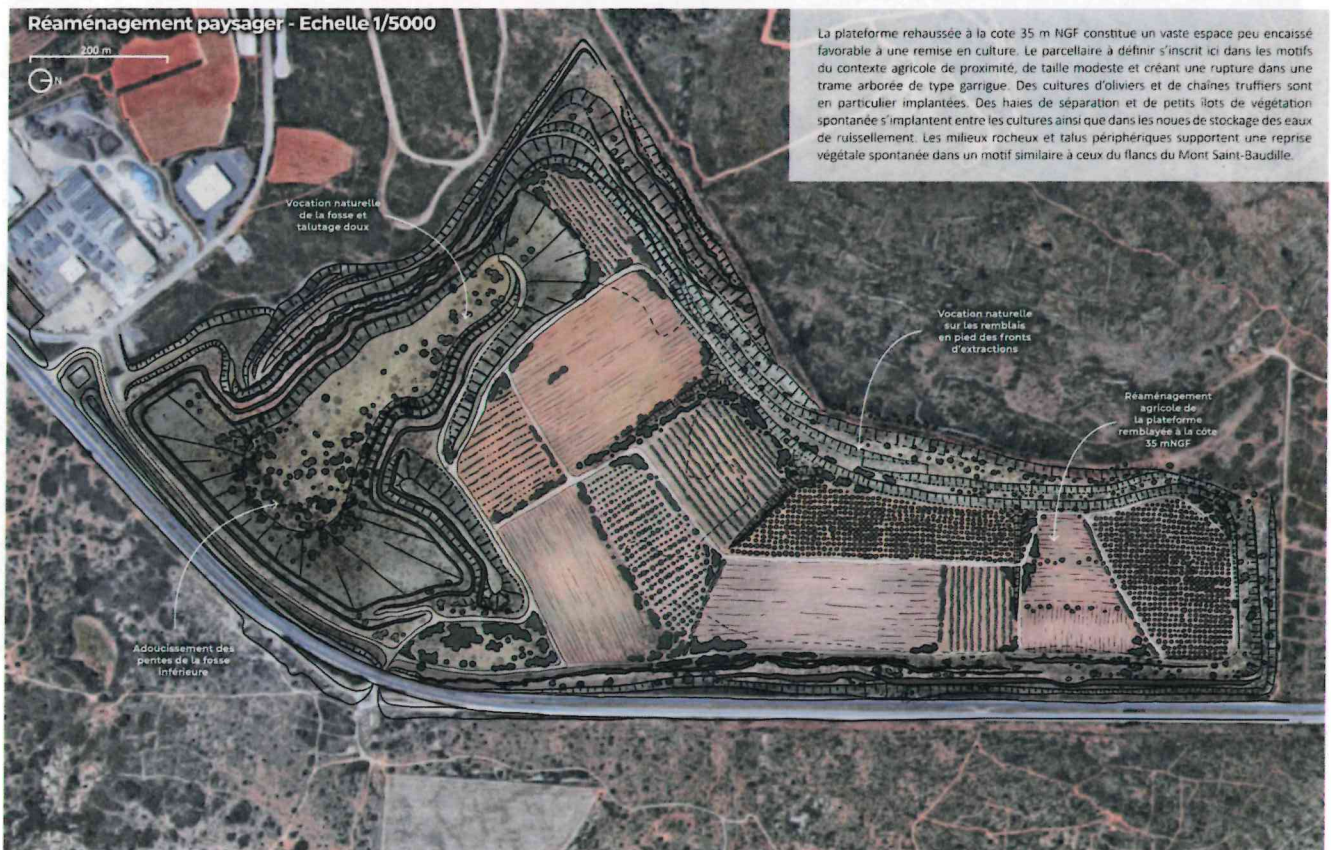 Réaménagement paysager - Echelle 1/5000
200 m
N
La plateforme rehaussée à la cote 35 m NGF constitue un vaste espace peu encaissé
favorable à une remise en culture. Le parcellaire à définir s'inscrit ici dans les motifs
du contexte agricole de proximité, de taille modeste et créant une rupture dans une
trame arborée de type garrigue. Des cultures d'oliviers et de chaînes truffiers sont
en particulier implantées. Des haies de séparation et de petits îlots de végétation
spontanée s'implantent entre les cultures ainsi que dans les noues de stockage des eaux
de ruissellement. Les milieux rocheux et talus périphériques supportent une reprise
végétale spontanée dans un motif similaire à ceux du flancs du Mont Saint-Baudille.
Vocation naturelle
de la fosse et
talutage doux
Vocation naturelle
sur les remblais
en pied des fronts
d'extractions
Réaménagement
agricole de
la plateforme
remblayée à la côte
35 mNGF
Adoucissement des
pentes de la fosse
inférieure